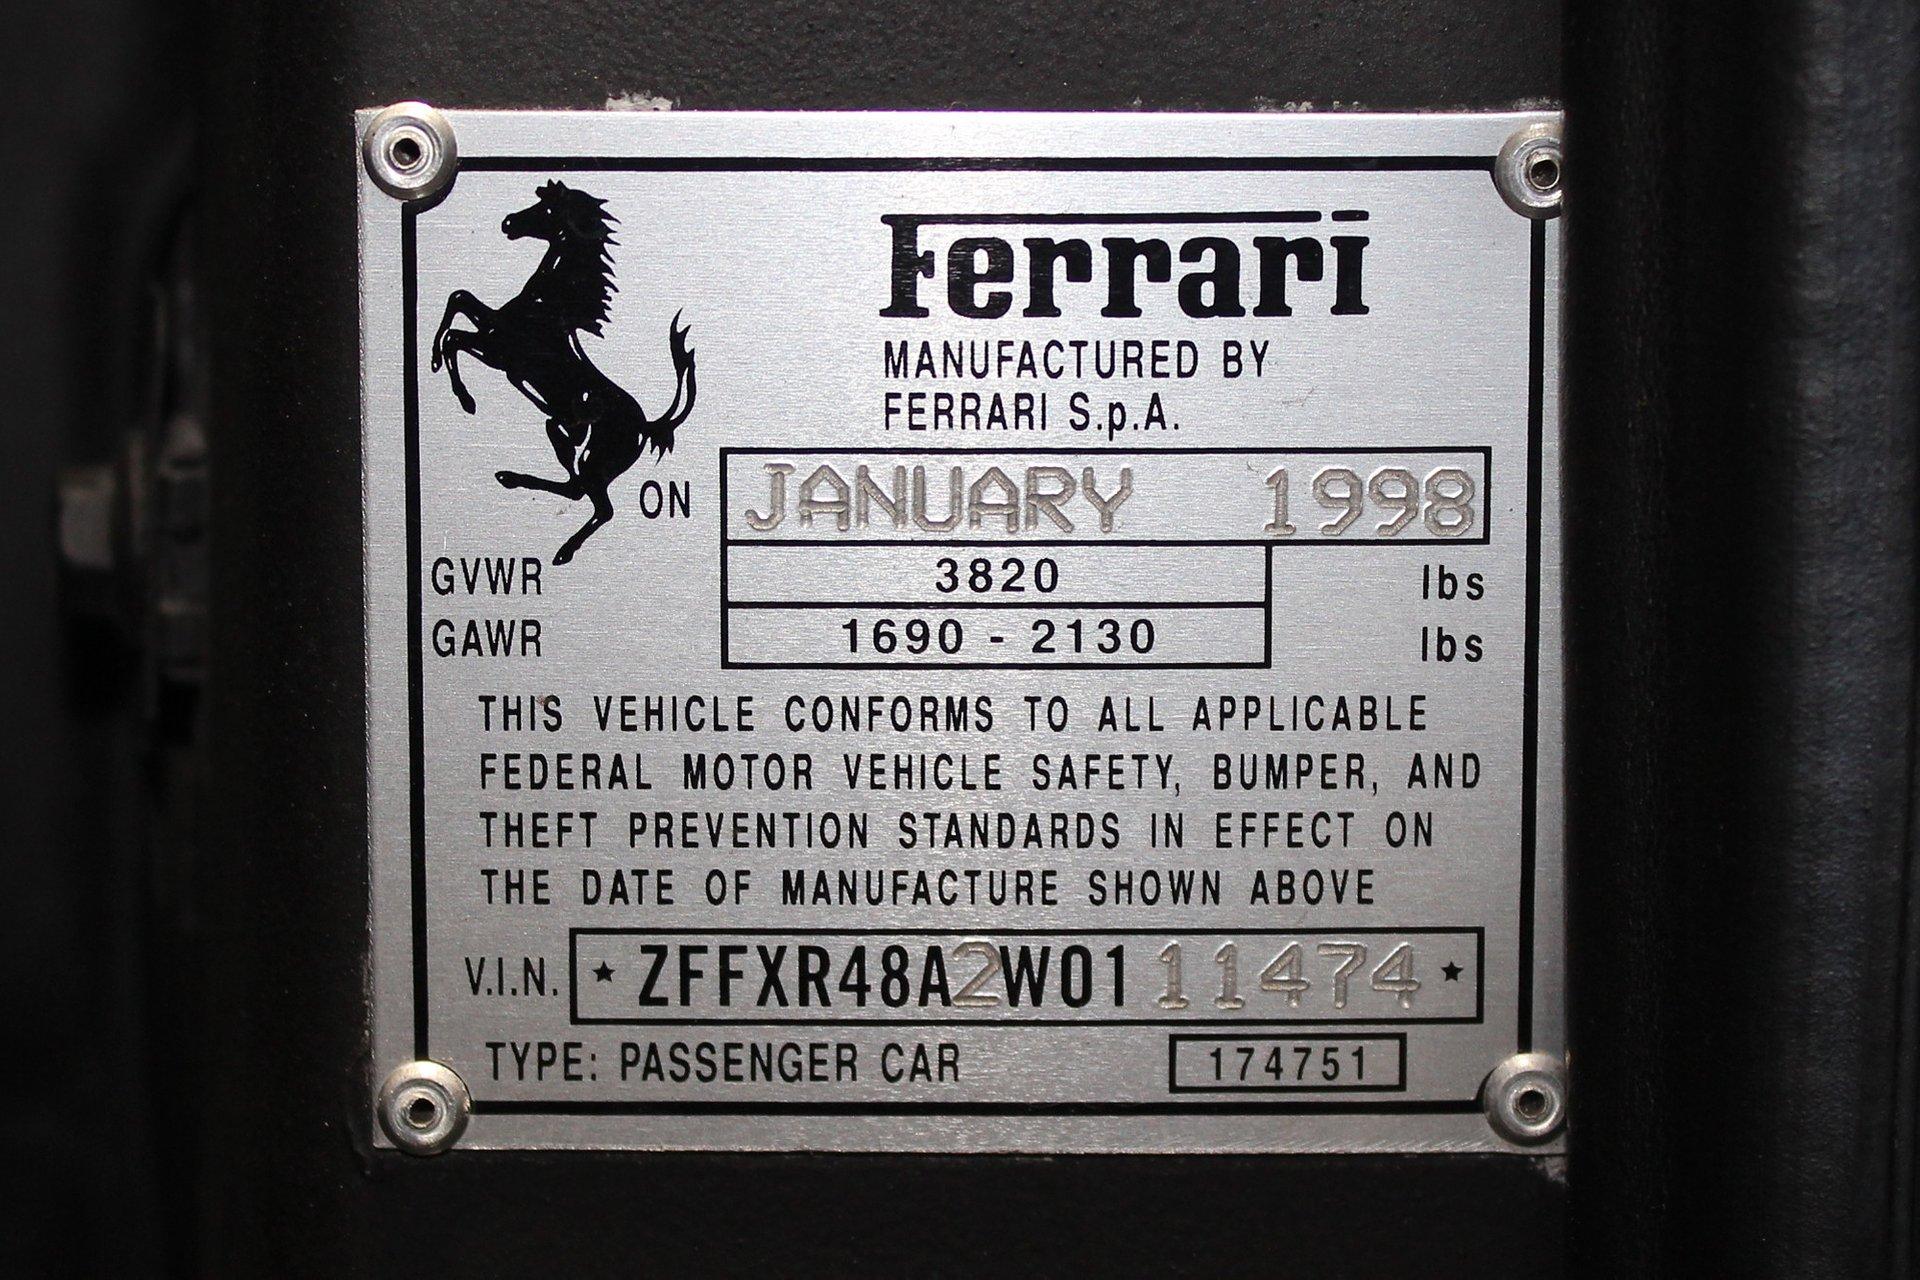 Ferrari
MANUFACTURED BY
FERRARI S.p.A.
ON JANUARY 1998
GVWR 3820 lbs
GAWR 1690 - 2130 lbs
THIS VEHICLE CONFORMS TO ALL APPLICABLE
FEDERAL MOTOR VEHICLE SAFETY, BUMPER, AND
THEFT PREVENTION STANDARDS IN EFFECT ON
THE DATE OF MANUFACTURE SHOWN ABOVE
V.I.N. ★ ZFFXR48A2W0111474 ★
TYPE: PASSENGER CAR 174751